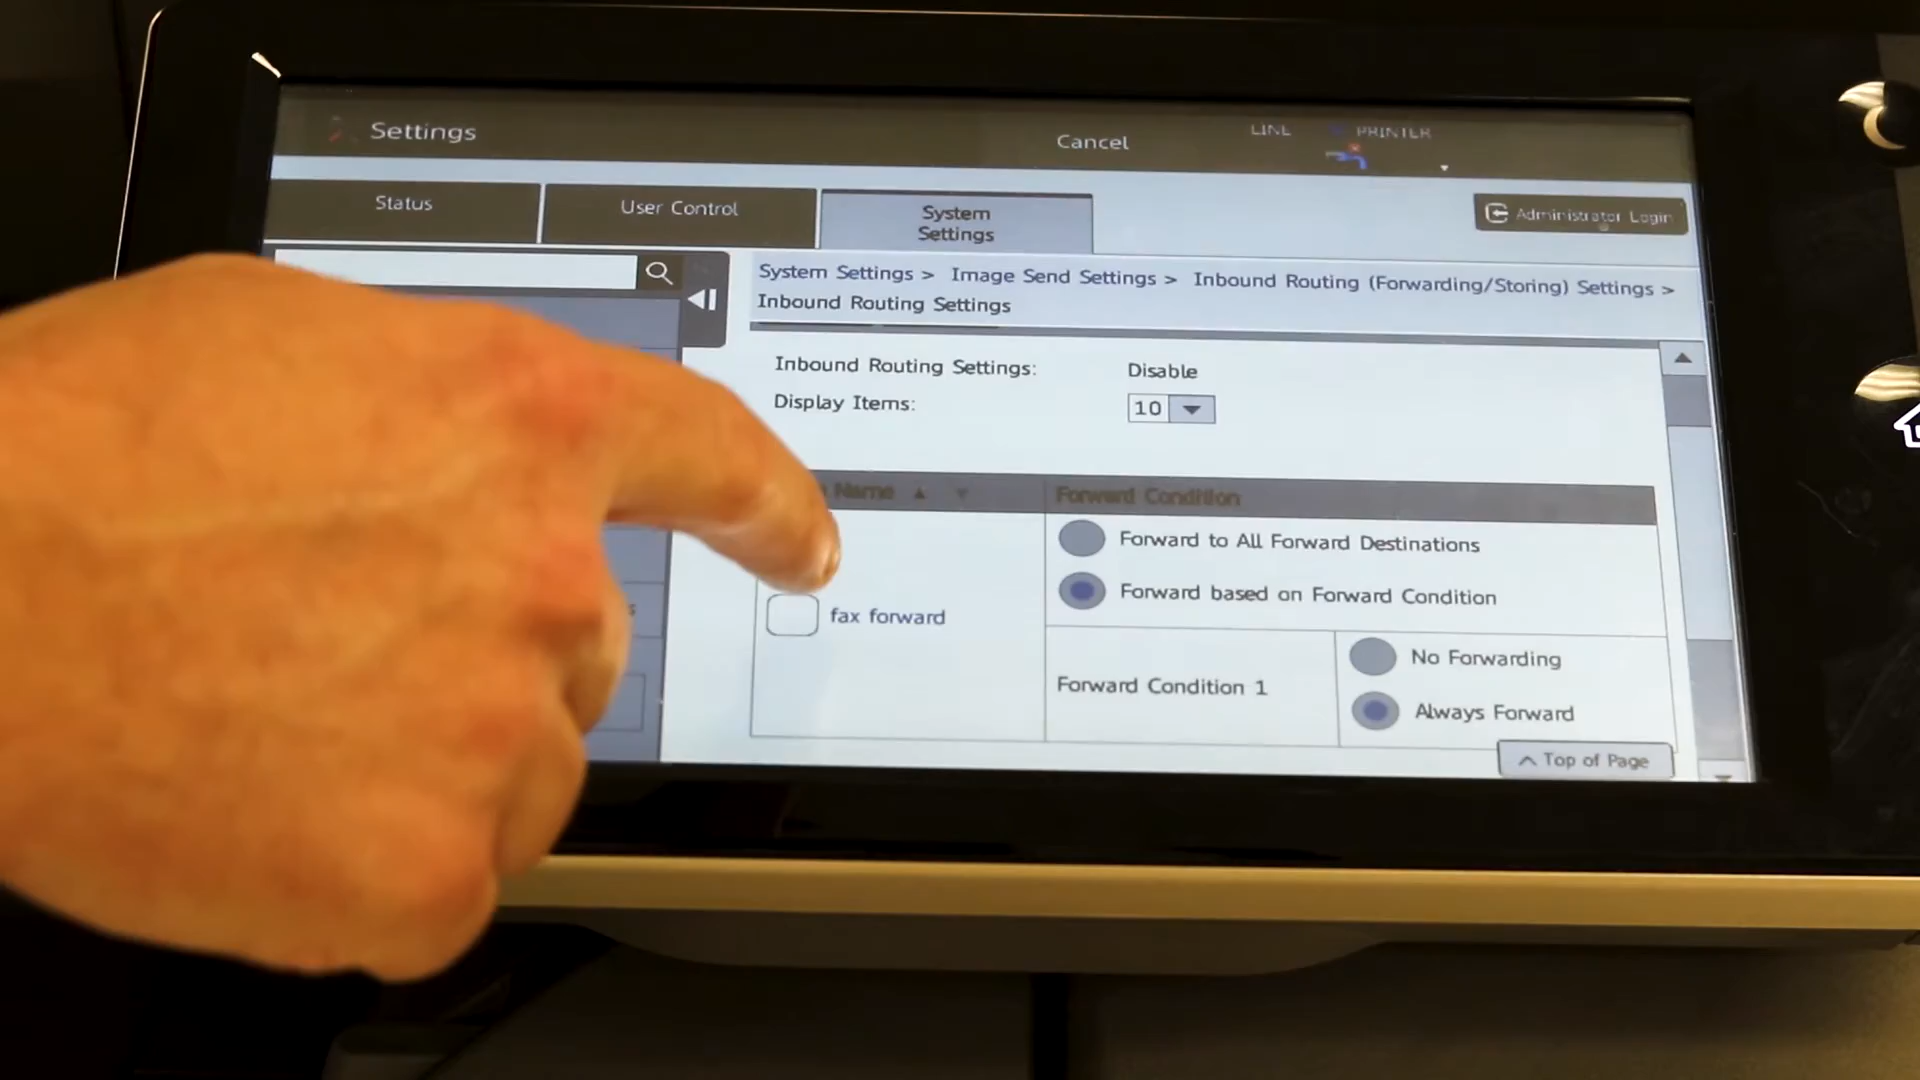 Settings
Cancel
LINE
PRINTER
Status
User Control
System
Settings
Administrator Login
System Settings > Image Send Settings > Inbound Routing (Forwarding/Storing) Settings >
Inbound Routing Settings
Inbound Routing Settings: Disable
Display Items: 10
Name ▲ ▼
Forward Condition
Forward to All Forward Destinations
Forward based on Forward Condition
fax forward
Forward Condition 1
No Forwarding
Always Forward
Top of Page